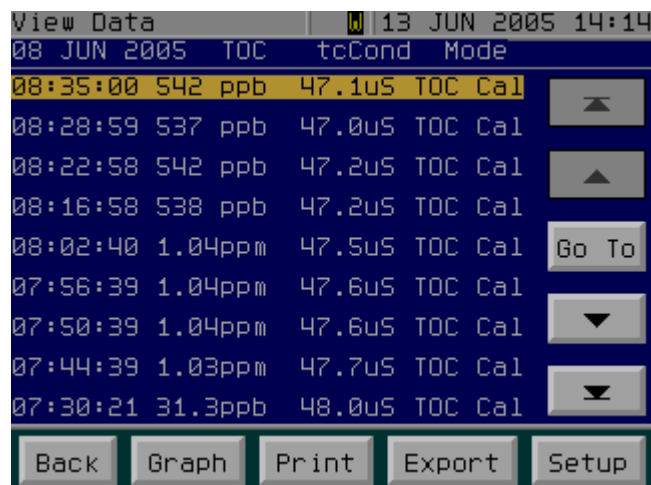 View Data W 13 JUN 2005 14:14
08 JUN 2005 TOC tcCond Mode
08:35:00 542 ppb 47.1uS TOC Cal
08:28:59 537 ppb 47.0uS TOC Cal
08:22:58 542 ppb 47.2uS TOC Cal
08:16:58 538 ppb 47.2uS TOC Cal
08:02:40 1.04ppm 47.5uS TOC Cal
Go To
07:56:39 1.04ppm 47.6uS TOC Cal
07:50:39 1.04ppm 47.6uS TOC Cal
07:44:39 1.03ppm 47.7uS TOC Cal
07:30:21 31.3ppb 48.0uS TOC Cal
Back Graph Print Export Setup